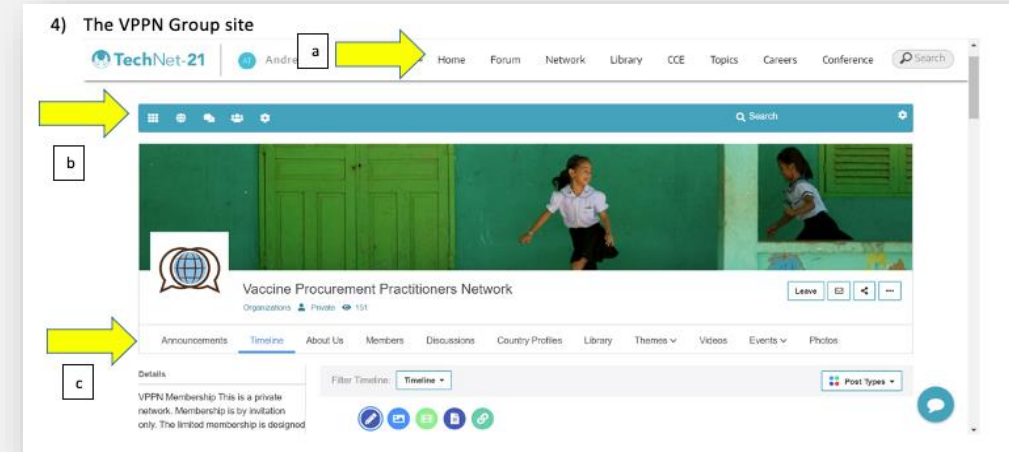 4) The VPPN Group site
TechNet-21 AT Andre a Home Forum Network Library CCE Topics Careers Conference Search
b
Search
Vaccine Procurement Practitioners Network
Organizations Private 151
Leave
Announcements Timeline About Us Members Discussions Country Profiles Library Themes Videos Events Photos
c
Details
Filter Timeline: Timeline
Post Types
VPPN Membership This is a private
network. Membership is by invitation
only. The limited membership is designed